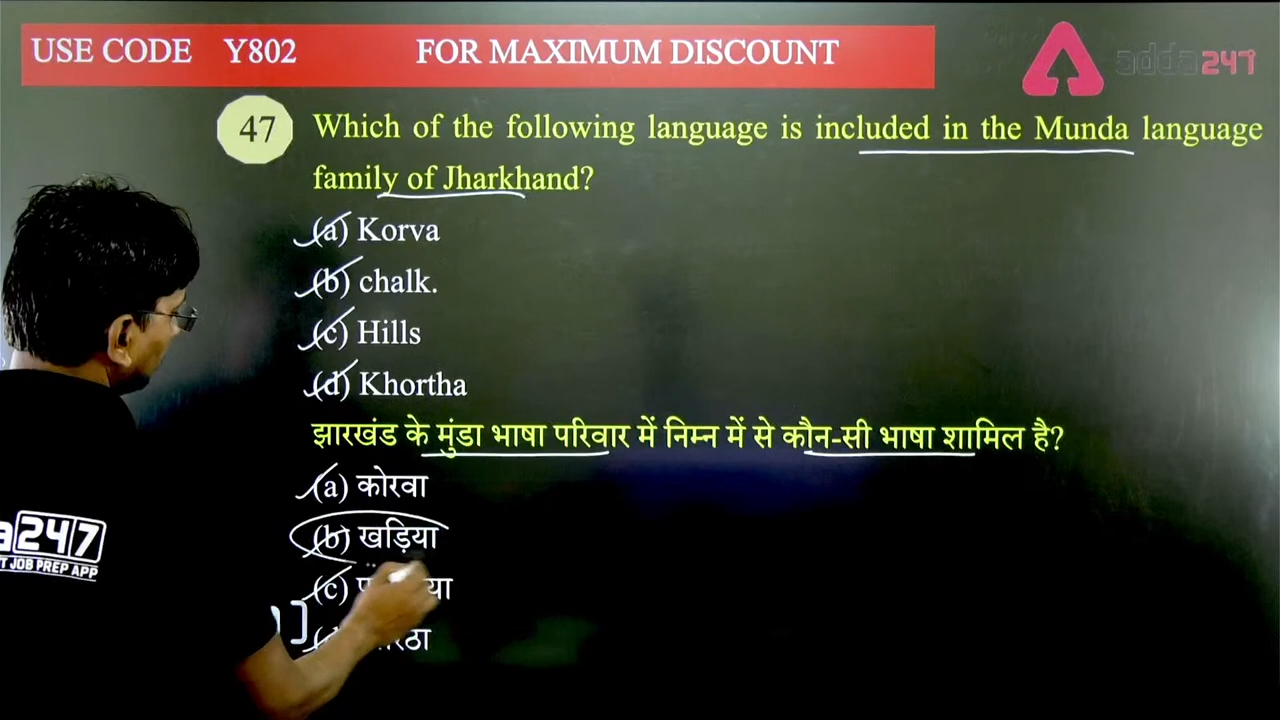 USE CODE Y802 FOR MAXIMUM DISCOUNT
adda247
47 Which of the following language is included in the Munda language
family of Jharkhand?
(a) Korva
(b) chalk.
(c) Hills
(d) Khortha
झारखंड के मुंडा भाषा परिवार में निम्न में से कौन-सी भाषा शामिल है?
(a) कोरवा
(b) खड़िया
(c)
247
JOB PREP APP